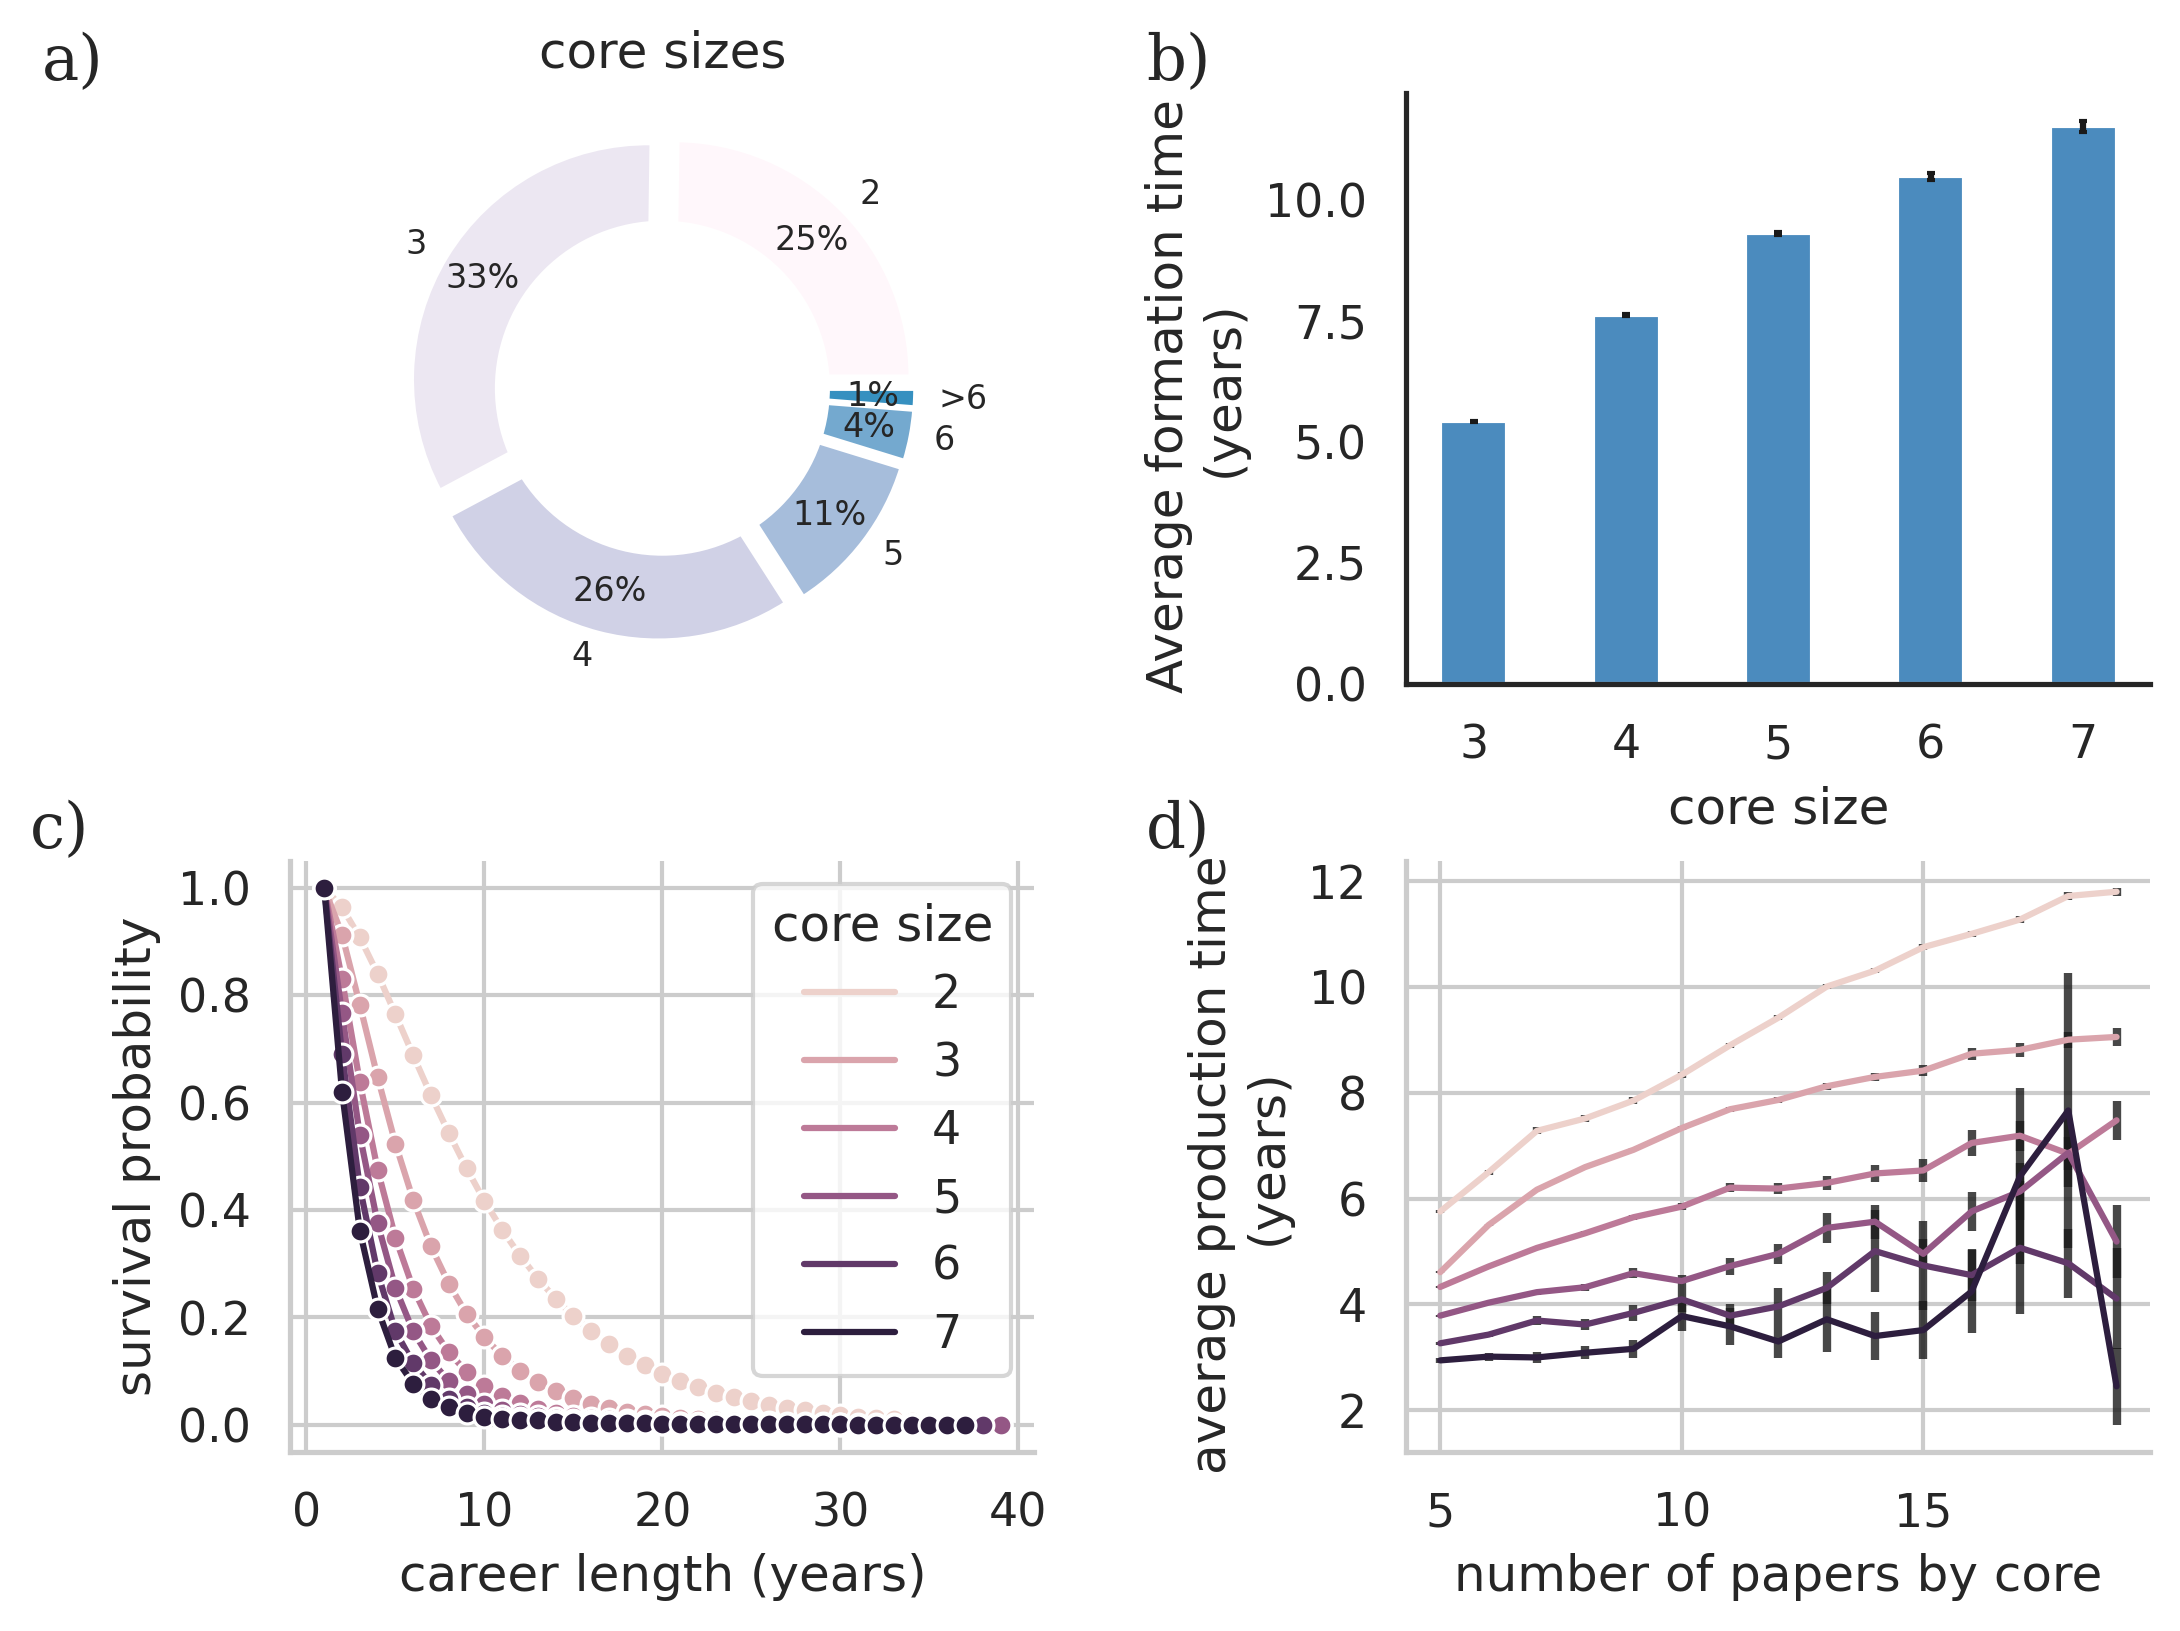 a)
core sizes
2
25%
3
33%
1%
>6
4%
6
11%
5
26%
4
b)
Average formation time
(years)
10.0
7.5
5.0
2.5
0.0
3 4 5 6 7
core size
c)
survival probability
1.0
0.8
0.6
0.4
0.2
0.0
core size
2
3
4
5
6
7
0 10 20 30 40
career length (years)
d)
average production time
(years)
12
10
8
6
4
2
5 10 15
number of papers by core